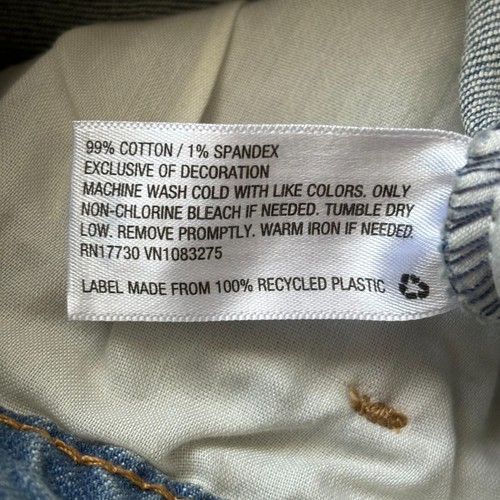 99% COTTON / 1% SPANDEX
EXCLUSIVE OF DECORATION
MACHINE WASH COLD WITH LIKE COLORS. ONLY
NON-CHLORINE BLEACH IF NEEDED. TUMBLE DRY
LOW. REMOVE PROMPTLY. WARM IRON IF NEEDED.
RN17730 VN1083275
LABEL MADE FROM 100% RECYCLED PLASTIC